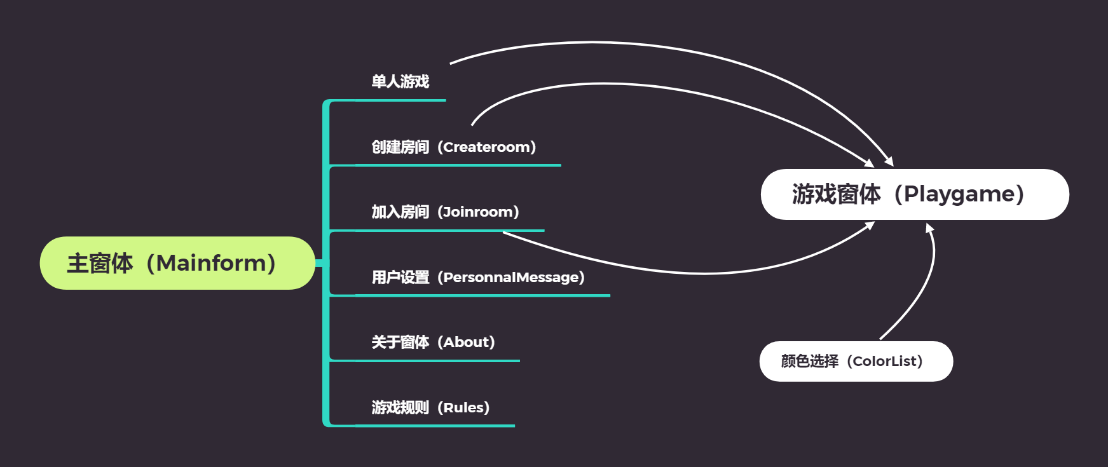 单人游戏
创建房间（Createroom）
加入房间（Joinroom）
主窗体（Mainform）
用户设置（PersonnalMessage）
关于窗体（About）
游戏规则（Rules）
游戏窗体（Playgame）
颜色选择（ColorList）